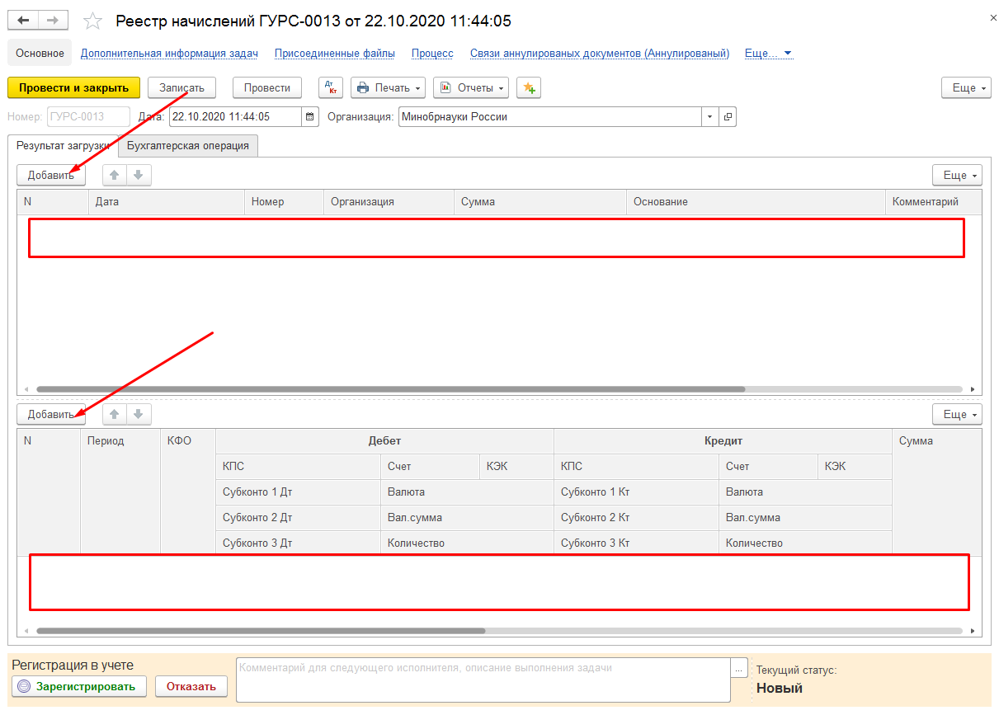 Реестр начислений ГУРС-0013 от 22.10.2020 11:44:05
Основное Дополнительная информация задач Присоединенные файлы Процесс Связи аннулированых документов (Аннулированый) Еще...
Провести и закрыть Записать Провести Дт Кт Печать Отчеты Еще
Номер: ГУРС-0013 Дата: 22.10.2020 11:44:05 Организация: Минобрнауки России
Результат загрузки Бухгалтерская операция
Добавить Еще
N Дата Номер Организация Сумма Основание Комментарий
Добавить Еще
N Период КФО Дебет Кредит Сумма
КПС Счет КЭК КПС Счет КЭК
Субконто 1 Дт Валюта Субконто 1 Кт Валюта
Субконто 2 Дт Вал.сумма Субконто 2 Кт Вал.сумма
Субконто 3 Дт Количество Субконто 3 Кт Количество
Регистрация в учете Комментарий для следующего исполнителя, описание выполнения задачи ... Текущий статус:
Зарегистрировать Отказать Новый